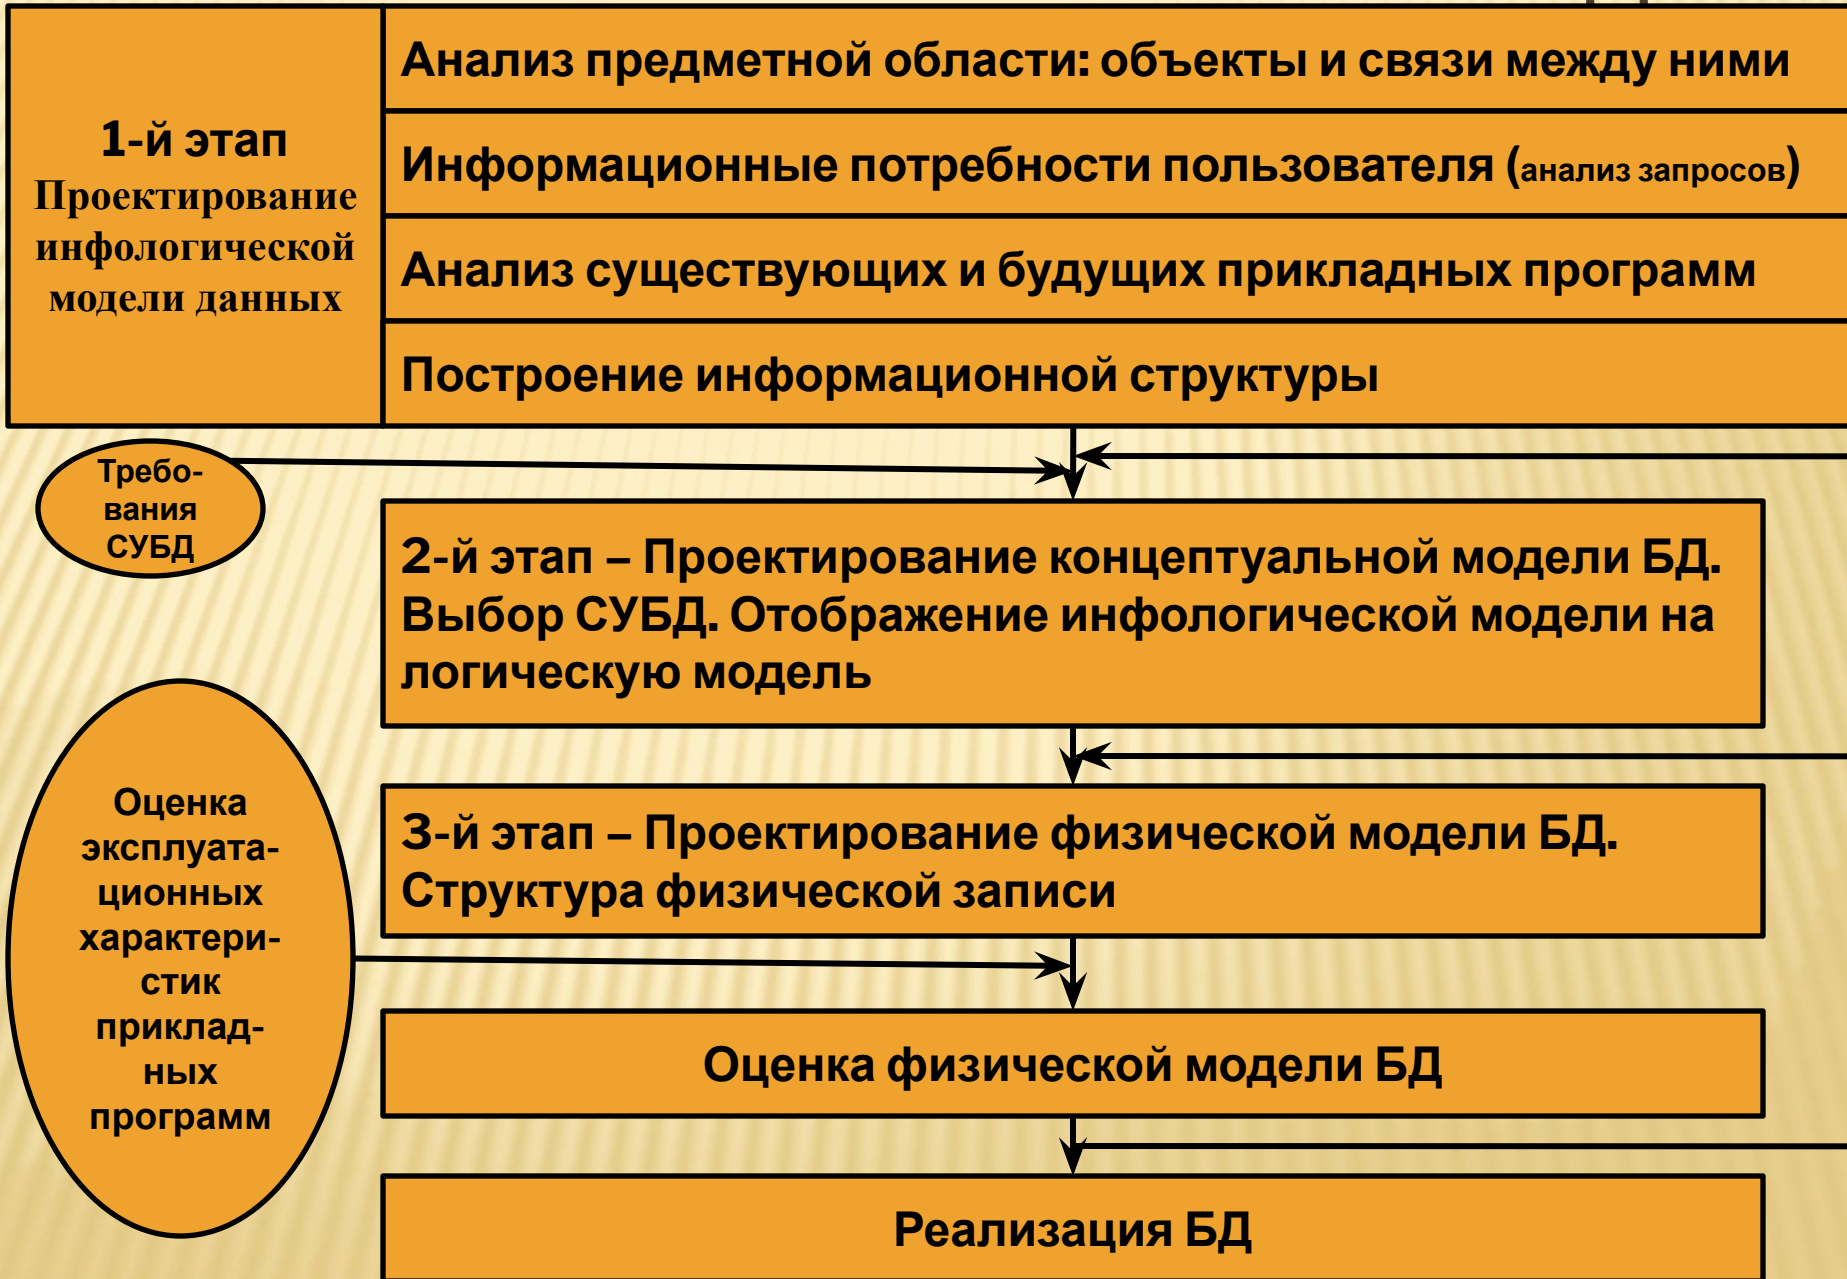 1-й этап
Проектирование
инфологической
модели данных
Анализ предметной области: объекты и связи между ними
Информационные потребности пользователя (анализ запросов)
Анализ существующих и будущих прикладных программ
Построение информационной структуры
Требо-
вания
СУБД
2-й этап – Проектирование концептуальной модели БД.
Выбор СУБД. Отображение инфологической модели на
логическую модель
Оценка
эксплуата-
ционных
характери-
стик
приклад-
ных
программ
3-й этап – Проектирование физической модели БД.
Структура физической записи
Оценка физической модели БД
Реализация БД